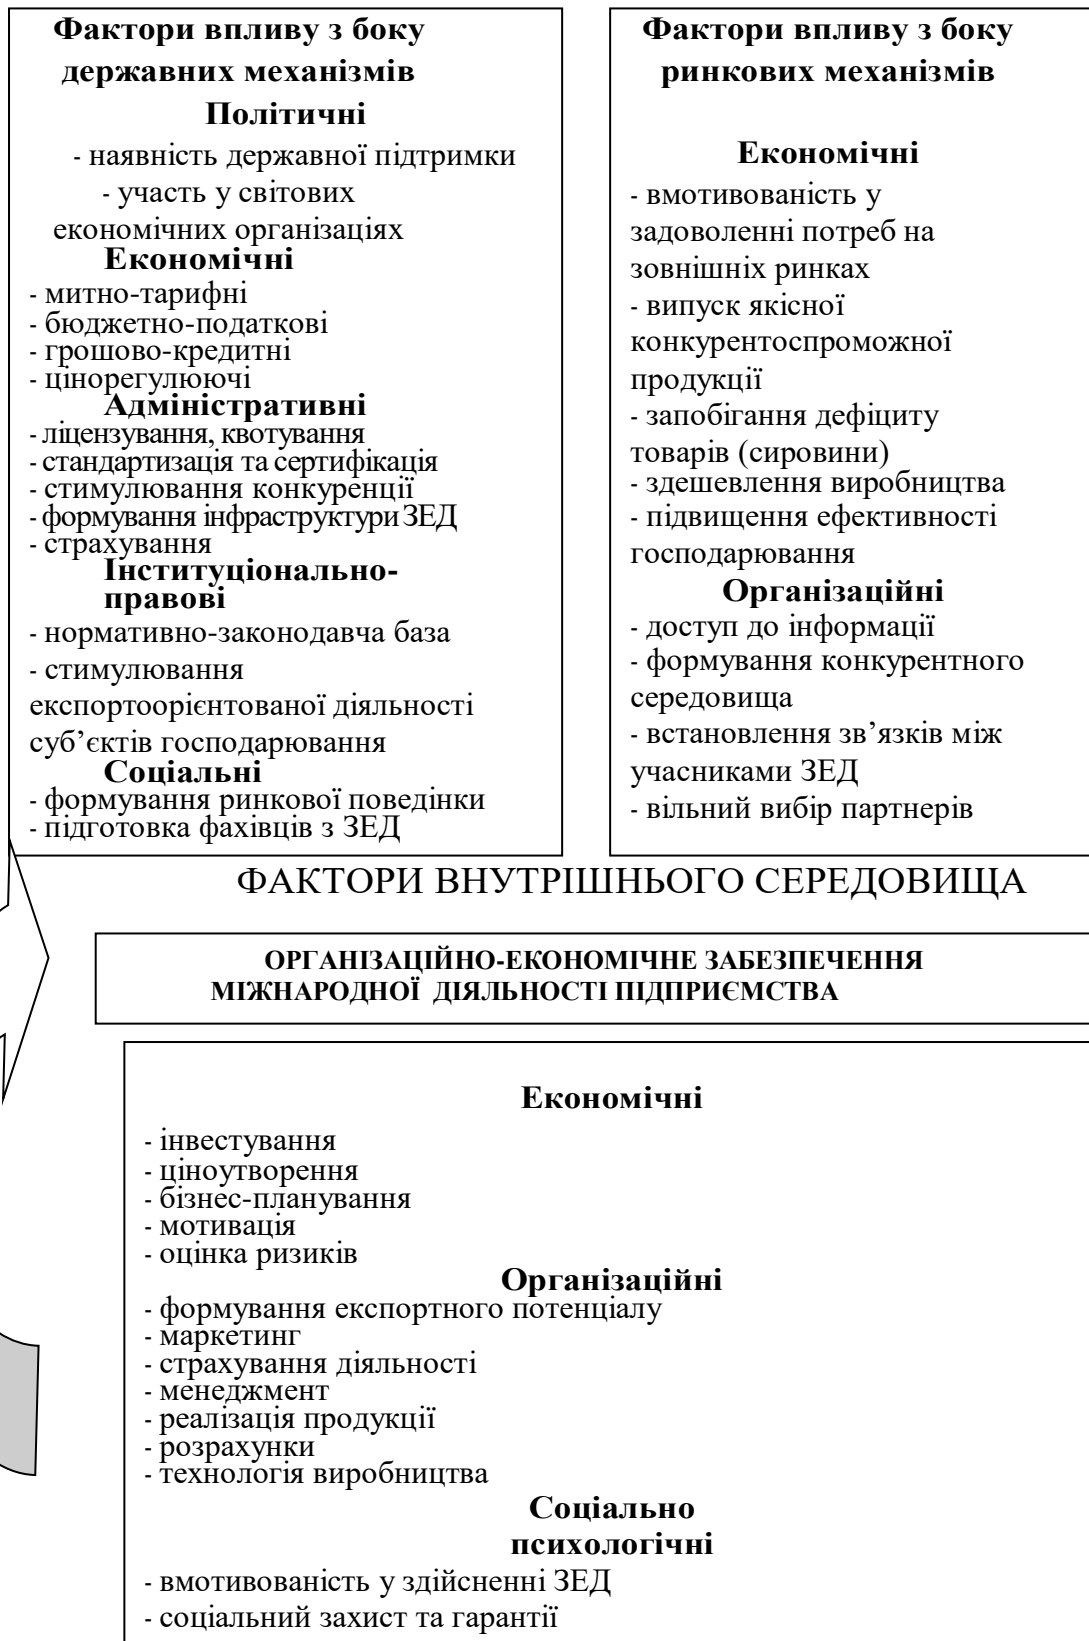 Фактори впливу з боку
державних механізмів
Політичні
- наявність державної підтримки
- участь у світових
економічних організаціях
Економічні
- митно-тарифні
- бюджетно-податкові
- грошово-кредитні
- цінорегулюючі
Адміністративні
- ліцензування, квотування
- стандартизація та сертифікація
- стимулювання конкуренції
- формування інфраструктури ЗЕД
- страхування
Інституціонально-
правові
- нормативно-законодавча база
- стимулювання
експортоорієнтованої діяльності
суб’єктів господарювання
Соціальні
- формування ринкової поведінки
- підготовка фахівців з ЗЕД
Фактори впливу з боку
ринкових механізмів
Економічні
- вмотивованість у
задоволенні потреб на
зовнішніх ринках
- випуск якісної
конкурентоспроможної
продукції
- запобігання дефіциту
товарів (сировини)
- здешевлення виробництва
- підвищення ефективності
господарювання
Організаційні
- доступ до інформації
- формування конкурентного
середовища
- встановлення зв’язків між
учасниками ЗЕД
- вільний вибір партнерів
ФАКТОРИ ВНУТРІШНЬОГО СЕРЕДОВИЩА
ОРГАНІЗАЦІЙНО-ЕКОНОМІЧНЕ ЗАБЕЗПЕЧЕННЯ
МІЖНАРОДНОЇ ДІЯЛЬНОСТІ ПІДПРИЄМСТВА
Економічні
- інвестування
- ціноутворення
- бізнес-планування
- мотивація
- оцінка ризиків
Організаційні
- формування експортного потенціалу
- маркетинг
- страхування діяльності
- менеджмент
- реалізація продукції
- розрахунки
- технологія виробництва
Соціально
психологічні
- вмотивованість у здійсненні ЗЕД
- соціальний захист та гарантії